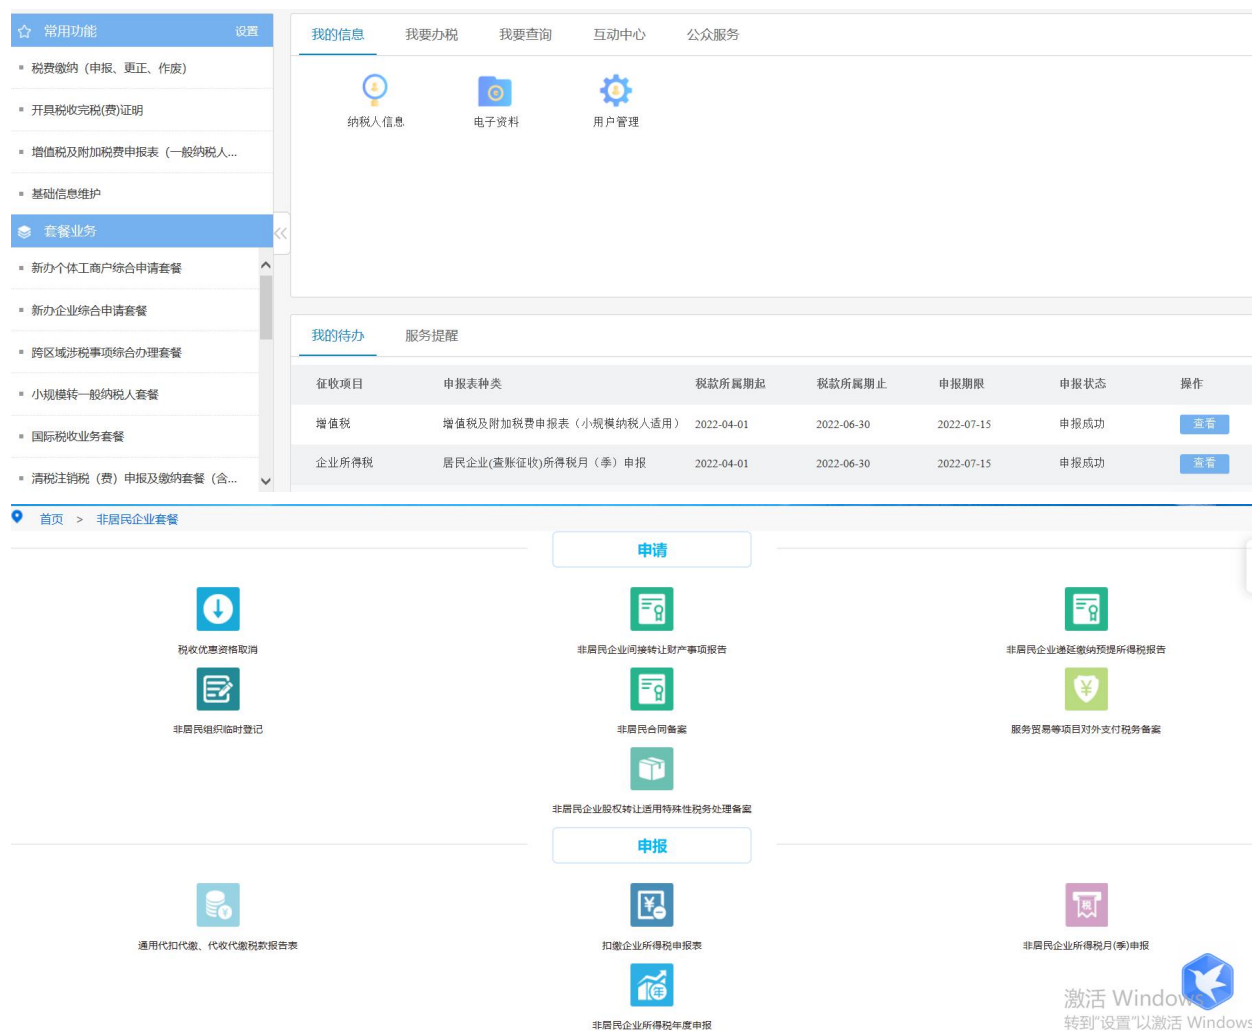 常用功能 设置
税费缴纳（申报、更正、作废）
开具税收完税(费)证明
增值税及附加税费申报表（一般纳税人...
基础信息维护
套餐业务
新办个体工商户综合申请套餐
新办企业综合申请套餐
跨区域涉税事项综合办理套餐
小规模转一般纳税人套餐
国际税收业务套餐
清税注销税（费）申报及缴纳套餐（含...
我的信息 我要办税 我要查询 互动中心 公众服务
纳税人信息 电子资料 用户管理
我的待办 服务提醒
征收项目 申报表种类 税款所属期起 税款所属期止 申报期限 申报状态 操作
增值税 增值税及附加税费申报表（小规模纳税人适用） 2022-04-01 2022-06-30 2022-07-15 申报成功 查看
企业所得税 居民企业(查账征收)所得税月（季）申报 2022-04-01 2022-06-30 2022-07-15 申报成功 查看
首页 > 非居民企业套餐
申请
税收优惠资格取消 非居民企业间接转让财产事项报告 非居民企业递延缴纳预提所得税报告
非居民组织临时登记 非居民合同备案 服务贸易等项目对外支付税务备案
非居民企业股权转让适用特殊性税务处理备案
申报
通用代扣代缴、代收代缴税款报告表 扣缴企业所得税申报表 非居民企业所得税月(季)申报
非居民企业所得税年度申报
激活 Windows
转到"设置"以激活 Windows